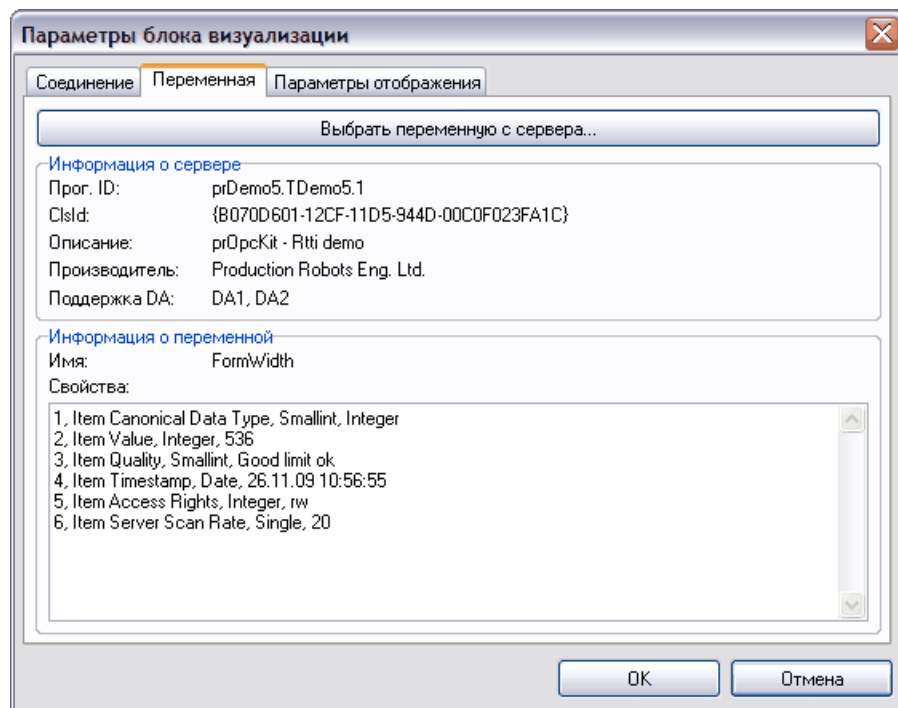 Параметры блока визуализации
Соединение Переменная Параметры отображения
Выбрать переменную с сервера...
Информация о сервере
Прог. ID: prDemo5.TDemo5.1
ClsId: {B070D601-12CF-11D5-944D-00C0F023FA1C}
Описание: prOpcKit - Rtti demo
Производитель: Production Robots Eng. Ltd.
Поддержка DA: DA1, DA2
Информация о переменной
Имя: FormWidth
Свойства:
1, Item Canonical Data Type, Smallint, Integer
2, Item Value, Integer, 536
3, Item Quality, Smallint, Good limit ok
4, Item Timestamp, Date, 26.11.09 10:56:55
5, Item Access Rights, Integer, rw
6, Item Server Scan Rate, Single, 20
OK Отмена